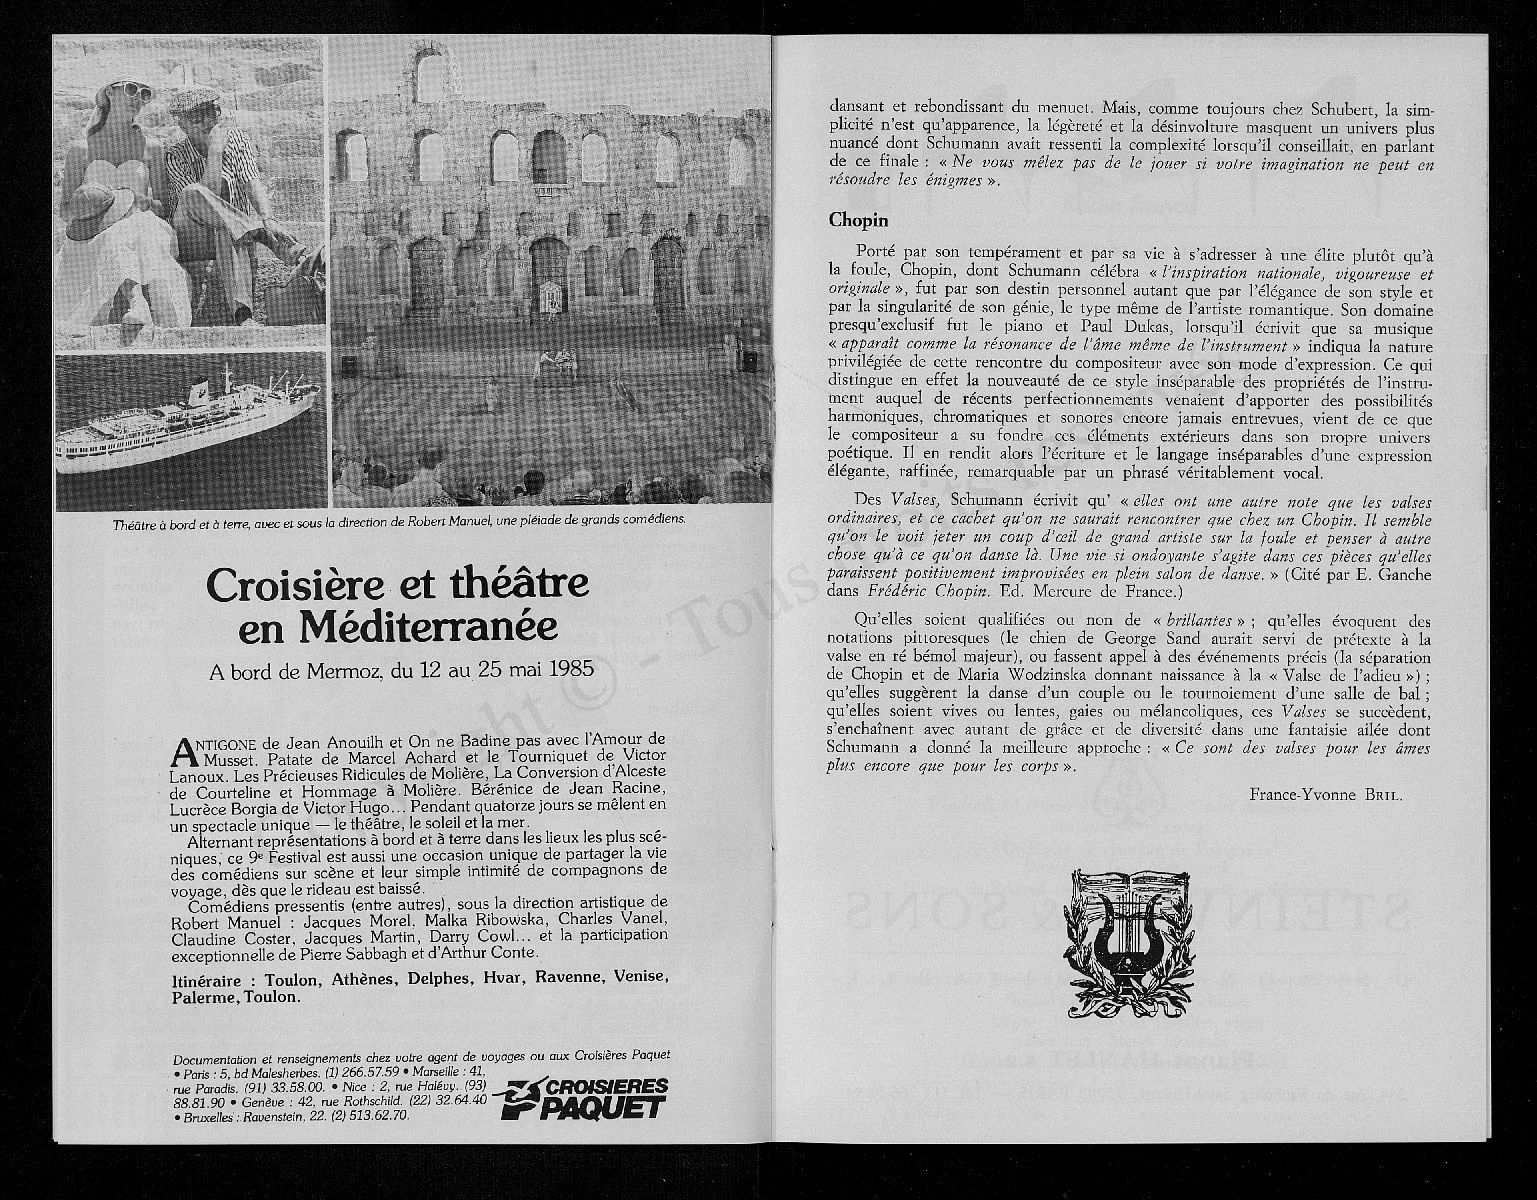 Théâtre à bord et à terre, avec et sous la direction de Robert Manuel, une pléiade de grands comédiens.
Croisière et théâtre
en Méditerranée
A bord de Mermoz, du 12 au 25 mai 1985
ANTIGONE de Jean Anouilh et On ne Badine pas avec l'Amour de
Musset. Patate de Marcel Achard et le Tourniquet de Victor
Lanoux. Les Précieuses Ridicules de Molière, La Conversion d'Alceste
de Courteline et Hommage à Molière. Bérénice de Jean Racine,
Lucrèce Borgia de Victor Hugo... Pendant quatorze jours se mêlent en
un spectacle unique — le théâtre, le soleil et la mer.
Alternant représentations à bord et à terre dans les lieux les plus scé-
niques, ce 9e Festival est aussi une occasion unique de partager la vie
des comédiens sur scène et leur simple intimité de compagnons de
voyage, dès que le rideau est baissé.
Comédiens pressentis (entre autres), sous la direction artistique de
Robert Manuel : Jacques Morel, Malka Ribowska, Charles Vanel,
Claudine Coster, Jacques Martin, Darry Cowl... et la participation
exceptionnelle de Pierre Sabbagh et d'Arthur Conte.
Itinéraire : Toulon, Athènes, Delphes, Hvar, Ravenne, Venise,
Palerme, Toulon.
Documentation et renseignements chez votre agent de voyages ou aux Croisières Paquet
• Paris : 5, bd Malesherbes. (1) 266.57.59 • Marseille : 41,
rue Paradis. (91) 33.58.00. • Nice : 2, rue Halévy. (93)
88.81.90 • Genève : 42, rue Rothschild. (22) 32.64.40
• Bruxelles : Ravenstein, 22. (2) 513.62.70.
CROISIERES
PAQUET
dansant et rebondissant du menuet. Mais, comme toujours chez Schubert, la sim-
plicité n'est qu'apparence, la légèreté et la désinvolture masquent un univers plus
nuancé dont Schumann avait ressenti la complexité lorsqu'il conseillait, en parlant
de ce finale : « Ne vous mêlez pas de le jouer si votre imagination ne peut en
résoudre les énigmes ».
Chopin
Porté par son tempérament et par sa vie à s'adresser à une élite plutôt qu'à
la foule, Chopin, dont Schumann célébra « l'inspiration nationale, vigoureuse et
originale », fut par son destin personnel autant que par l'élégance de son style et
par la singularité de son génie, le type même de l'artiste romantique. Son domaine
presqu'exclusif fut le piano et Paul Dukas, lorsqu'il écrivit que sa musique
« apparaît comme la résonance de l'âme même de l'instrument » indiqua la nature
privilégiée de cette rencontre du compositeur avec son mode d'expression. Ce qui
distingue en effet la nouveauté de ce style inséparable des propriétés de l'instru-
ment auquel de récents perfectionnements venaient d'apporter des possibilités
harmoniques, chromatiques et sonores encore jamais entrevues, vient de ce que
le compositeur a su fondre ces éléments extérieurs dans son propre univers
poétique. Il en rendit alors l'écriture et le langage inséparables d'une expression
élégante, raffinée, remarquable par un phrasé véritablement vocal.
Des Valses, Schumann écrivit qu' « elles ont une autre note que les valses
ordinaires, et ce cachet qu'on ne saurait rencontrer que chez un Chopin. Il semble
qu'on le voit jeter un coup d'œil de grand artiste sur la foule et penser à autre
chose qu'à ce qu'on danse là. Une vie si ondoyante s'agite dans ces pièces qu'elles
paraissent positivement improvisées en plein salon de danse. » (Cité par E. Ganche
dans Frédéric Chopin. Ed. Mercure de France.)
Qu'elles soient qualifiées ou non de « brillantes » ; qu'elles évoquent des
notations pittoresques (le chien de George Sand aurait servi de prétexte à la
valse en ré bémol majeur), ou fassent appel à des événements précis (la séparation
de Chopin et de Maria Wodzinska donnant naissance à la « Valse de l'adieu ») ;
qu'elles suggèrent la danse d'un couple ou le tournoiement d'une salle de bal ;
qu'elles soient vives ou lentes, gaies ou mélancoliques, ces Valses se succèdent,
s'enchaînent avec autant de grâce et de diversité dans une fantaisie ailée dont
Schumann a donné la meilleure approche : « Ce sont des valses pour les âmes
plus encore que pour les corps ».
France-Yvonne BRIL.